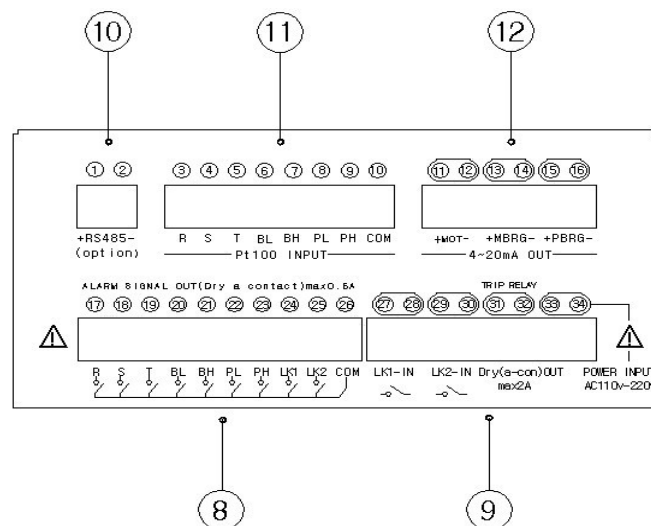 10 11 12
1 2 3 4 5 6 7 8 9 10 11 12 13 14 15 16
+RS485- R S T BL BH PL PH COM +MOT- +MBRG- +PBRG-
(option) Pt100 INPUT 4~20mA OUT
ALARM SIGNAL OUT(Dry a contact)max0.5A TRIP RELAY
17 18 19 20 21 22 23 24 25 26 27 28 29 30 31 32 33 34
R S T BL BH PL PH LK1 LK2 COM LK1-IN LK2-IN Dry(a-con)OUT POWER INPUT
max2A AC110v-220v
8 9